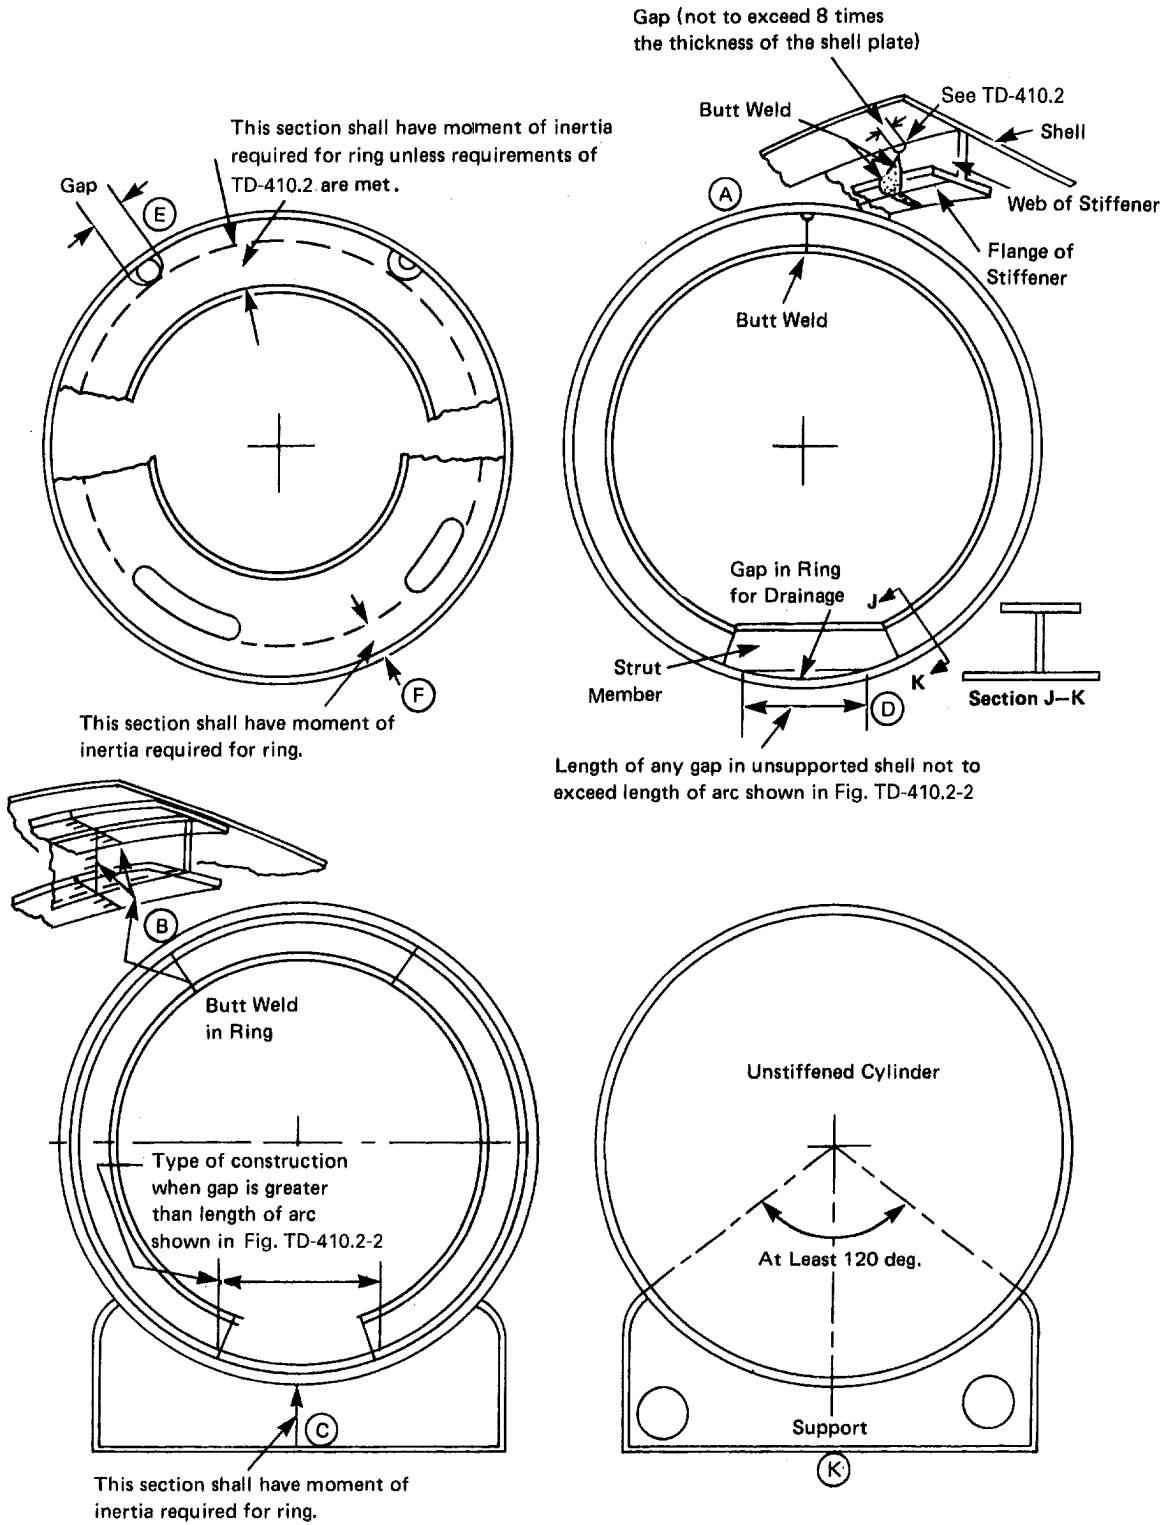 Gap (not to exceed 8 times
the thickness of the shell plate)
See TD-410.2
Butt Weld
Shell
This section shall have moment of inertia
required for ring unless requirements of
TD-410.2 are met.
Gap
E
A
Web of Stiffener
Flange of
Stiffener
Butt Weld
Gap in Ring
for Drainage
J
Strut
Member
K
Section J–K
F
D
This section shall have moment of
inertia required for ring.
Length of any gap in unsupported shell not to
exceed length of arc shown in Fig. TD-410.2-2
B
Butt Weld
in Ring
Unstiffened Cylinder
Type of construction
when gap is greater
than length of arc
shown in Fig. TD-410.2-2
At Least 120 deg.
C
Support
K
This section shall have moment of
inertia required for ring.